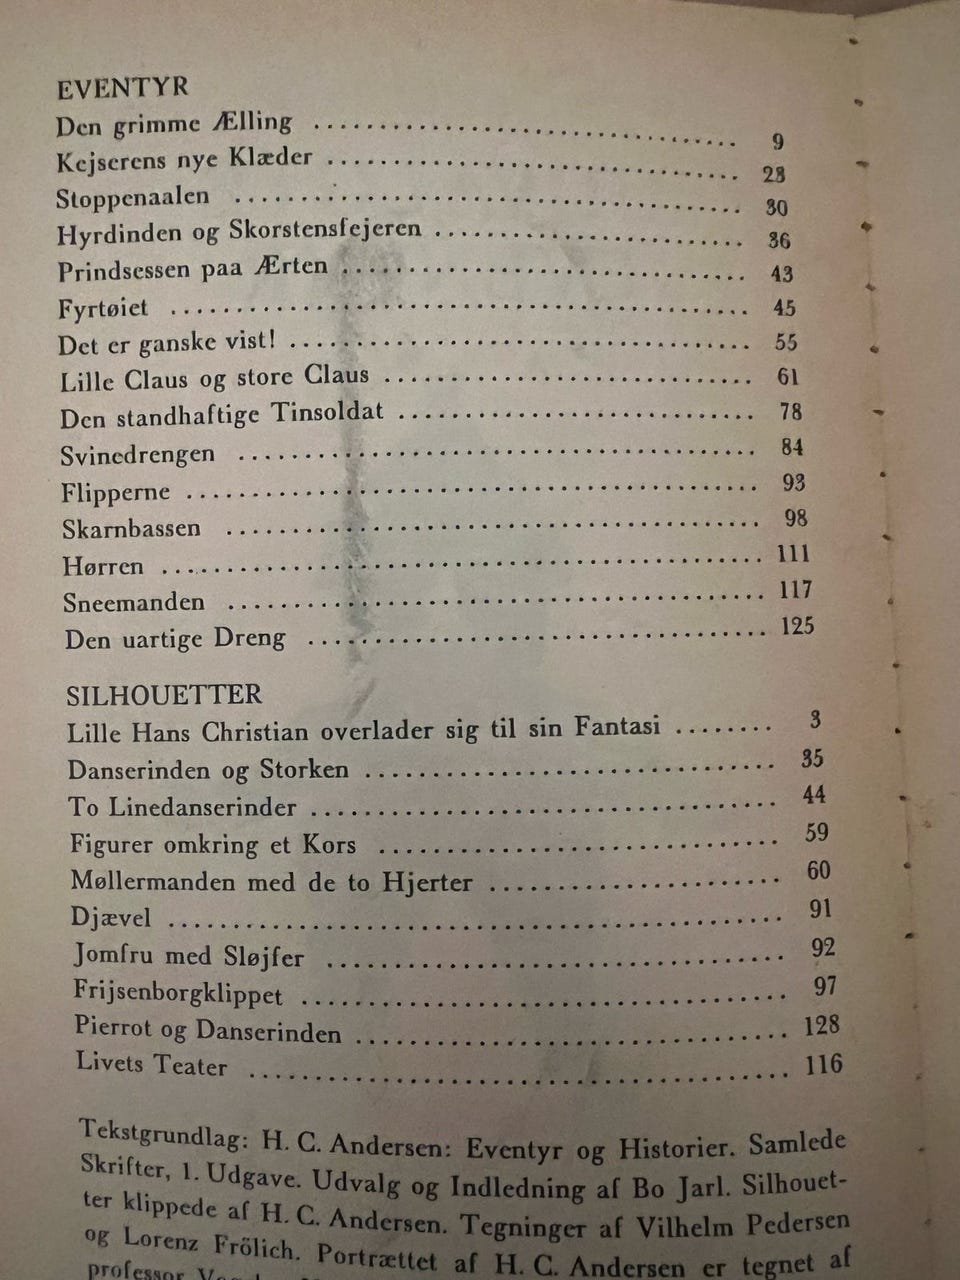 EVENTYR
Den grimme Ælling ........................................ 9
Kejserens nye Klæder ........................................ 23
Stoppenaalen ........................................ 30
Hyrdinden og Skorstensfejeren ........................................ 36
Prindsessen paa Ærten ........................................ 43
Fyrtøiet ........................................ 45
Det er ganske vist! ........................................ 55
Lille Claus og store Claus ........................................ 61
Den standhaftige Tinsoldat ........................................ 78
Svinedrengen ........................................ 84
Flipperne ........................................ 93
Skarnbassen ........................................ 98
Hørren ........................................ 111
Sneemanden ........................................ 117
Den uartige Dreng ........................................ 125
SILHOUETTER
Lille Hans Christian overlader sig til sin Fantasi ........ 3
Danserinden og Storken ........................................ 35
To Linedanserinder ........................................ 44
Figurer omkring et Kors ........................................ 59
Møllermanden med de to Hjerter ........................................ 60
Djævel ........................................ 91
Jomfru med Sløjfer ........................................ 92
Frijsenborgklippet ........................................ 97
Pierrot og Danserinden ........................................ 128
Livets Teater ........................................ 116
Tekstgrundlag: H. C. Andersen: Eventyr og Historier. Samlede
Skrifter, 1. Udgave. Udvalg og Indledning af Bo Jarl. Silhouet-
ter klippede af H. C. Andersen. Tegninger af Vilhelm Pedersen
og Lorenz Frölich. Portrættet af H. C. Andersen er tegnet af
professor